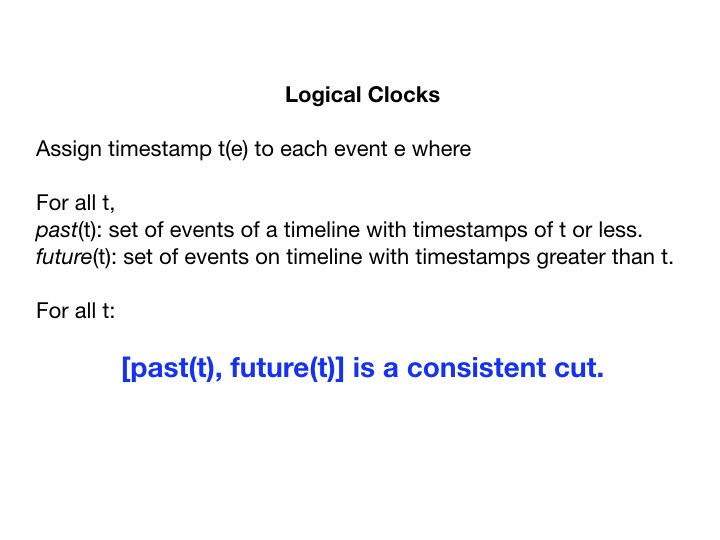 Logical Clocks
Assign timestamp t(e) to each event e where
For all t,
past(t): set of events of a timeline with timestamps of t or less.
future(t): set of events on timeline with timestamps greater than t.
For all t:
[past(t), future(t)] is a consistent cut.